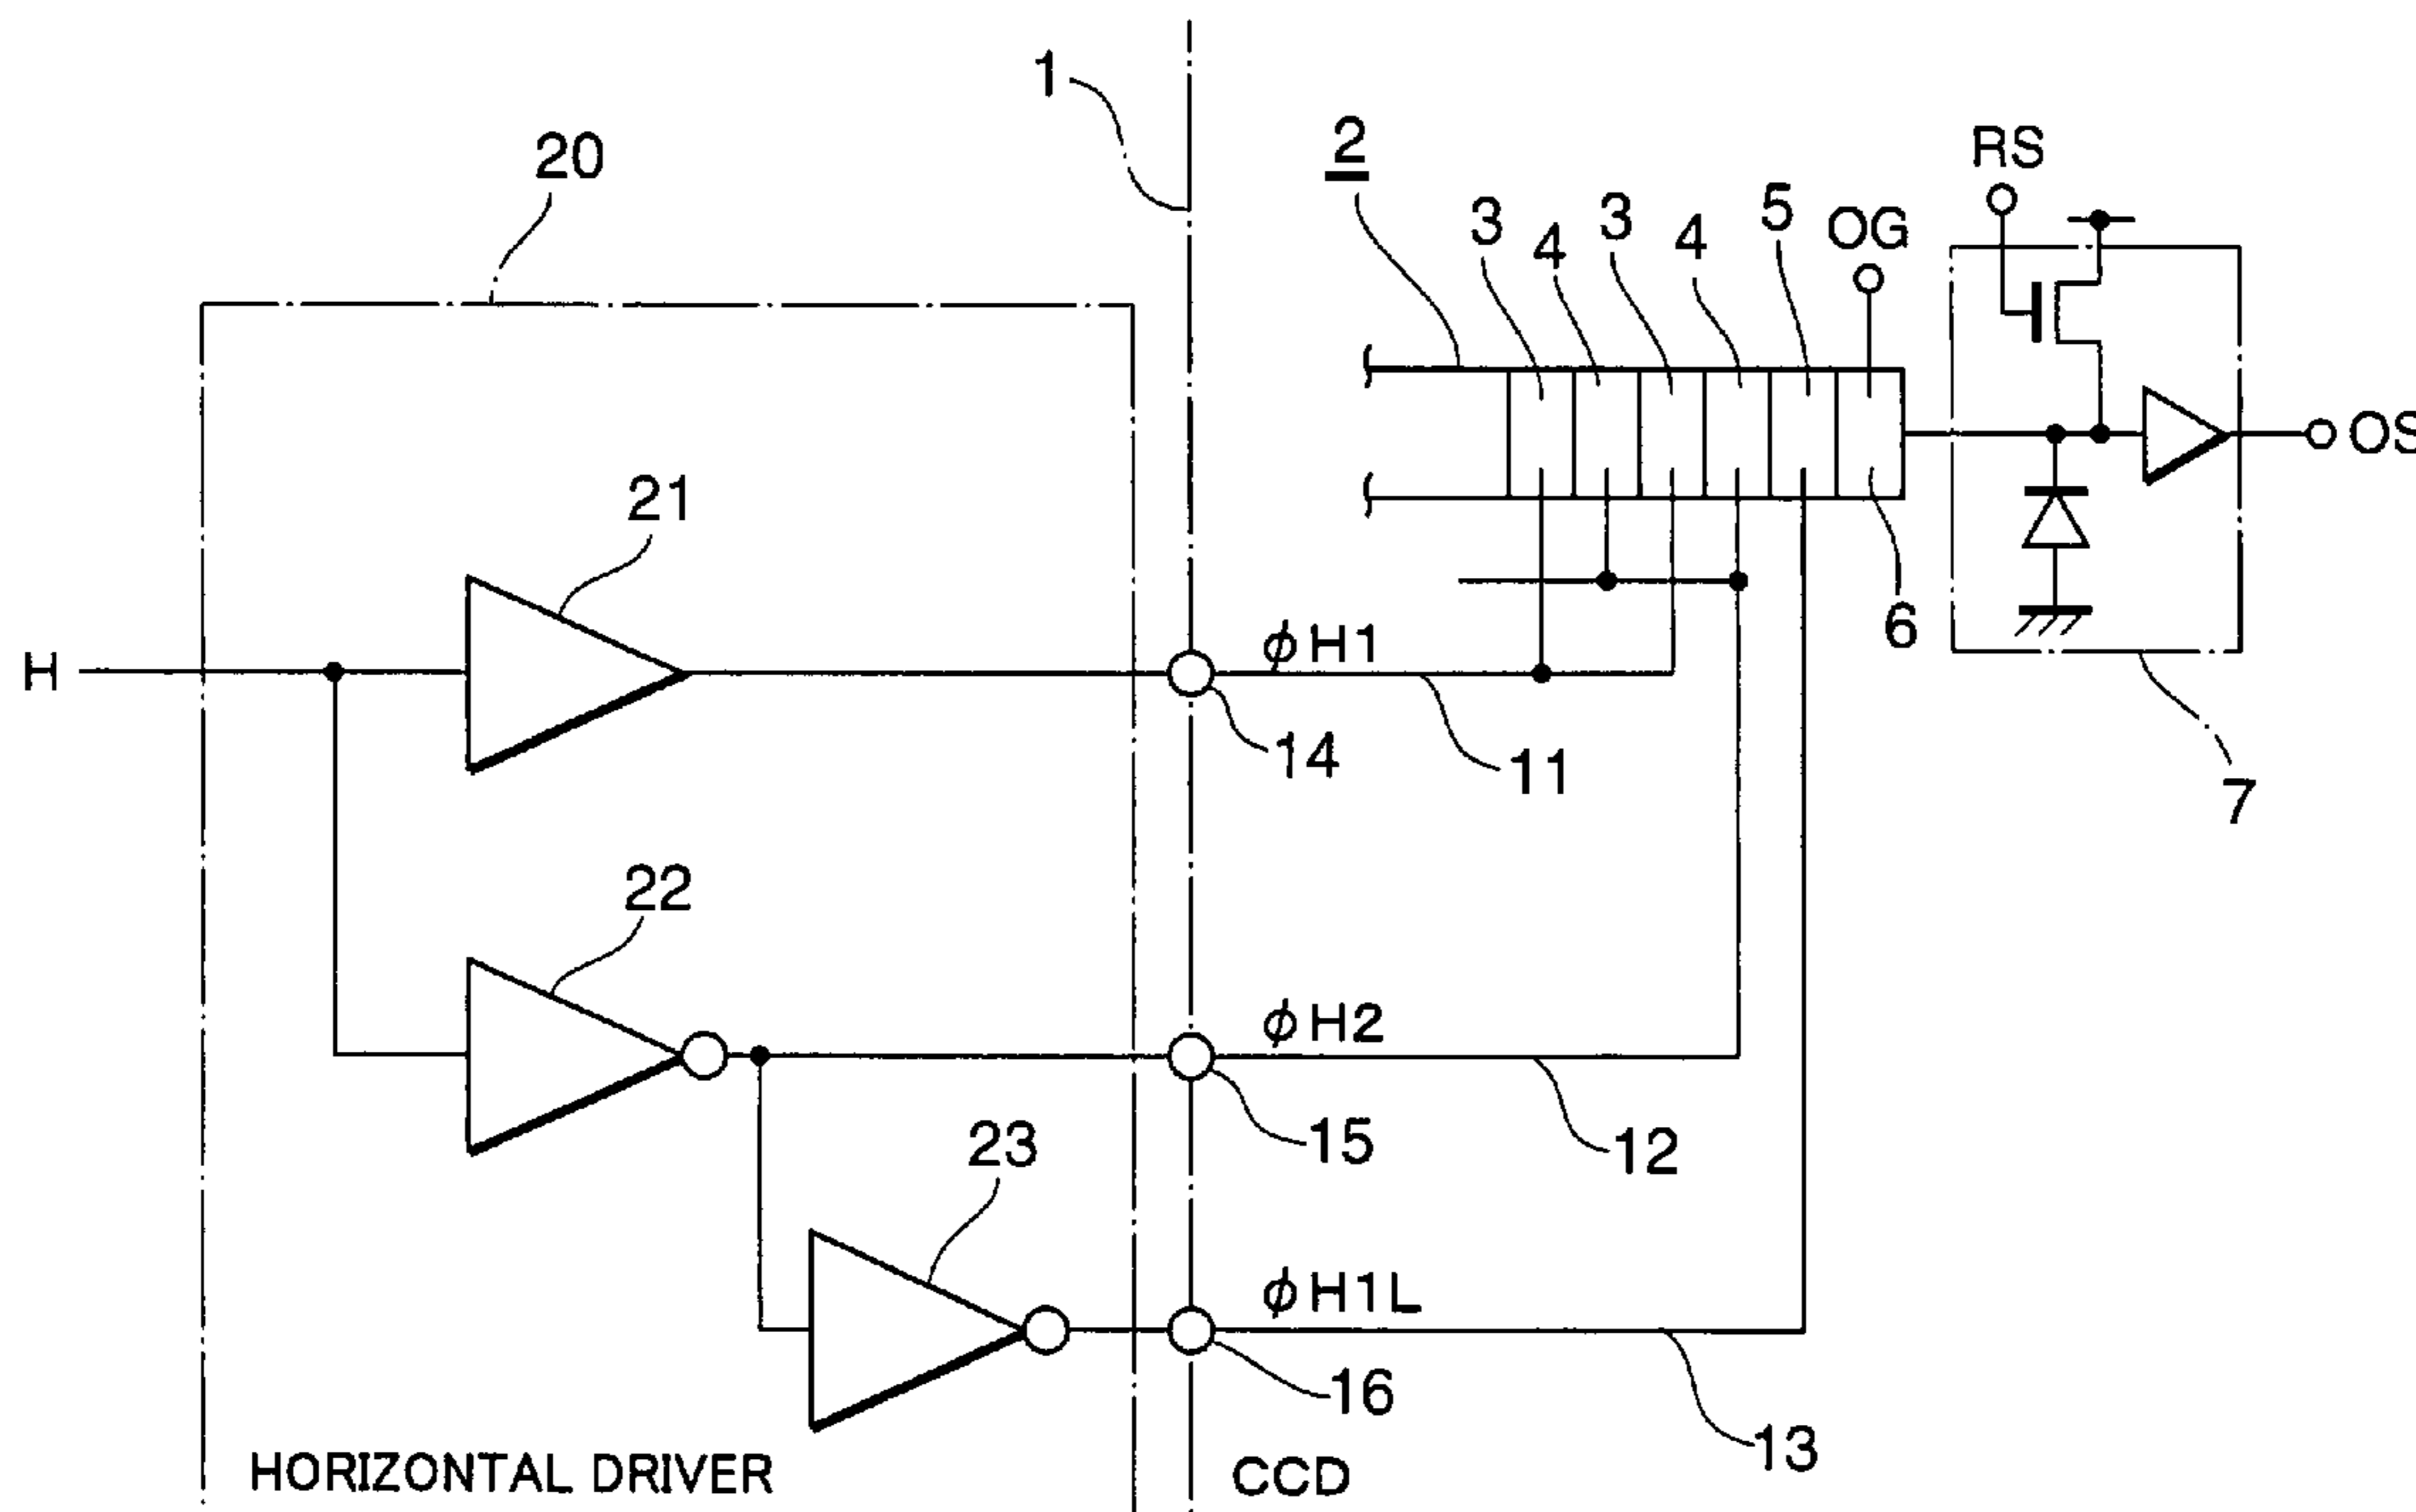 1
20
2
RS
3
4
3
4
5
OG
21
OS
6
H
φH1
14
11
7
22
φH2
15
12
23
φH1L
16
13
HORIZONTAL DRIVER
CCD